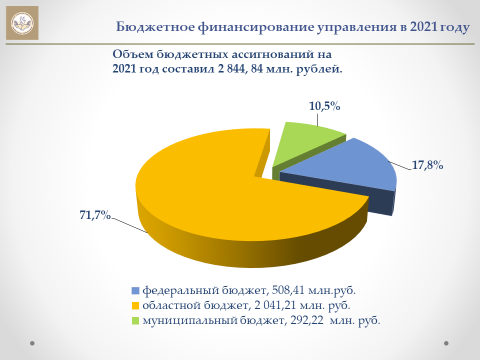 Бюджетное финансирование управления в 2021 году
Объем бюджетных ассигнований на
2021 год составил 2 844, 84 млн. рублей.
10,5%
17,8%
71,7%
федеральный бюджет, 508,41 млн.руб.
областной бюджет, 2 041,21 млн. руб.
муниципальный бюджет, 292,22 млн. руб.